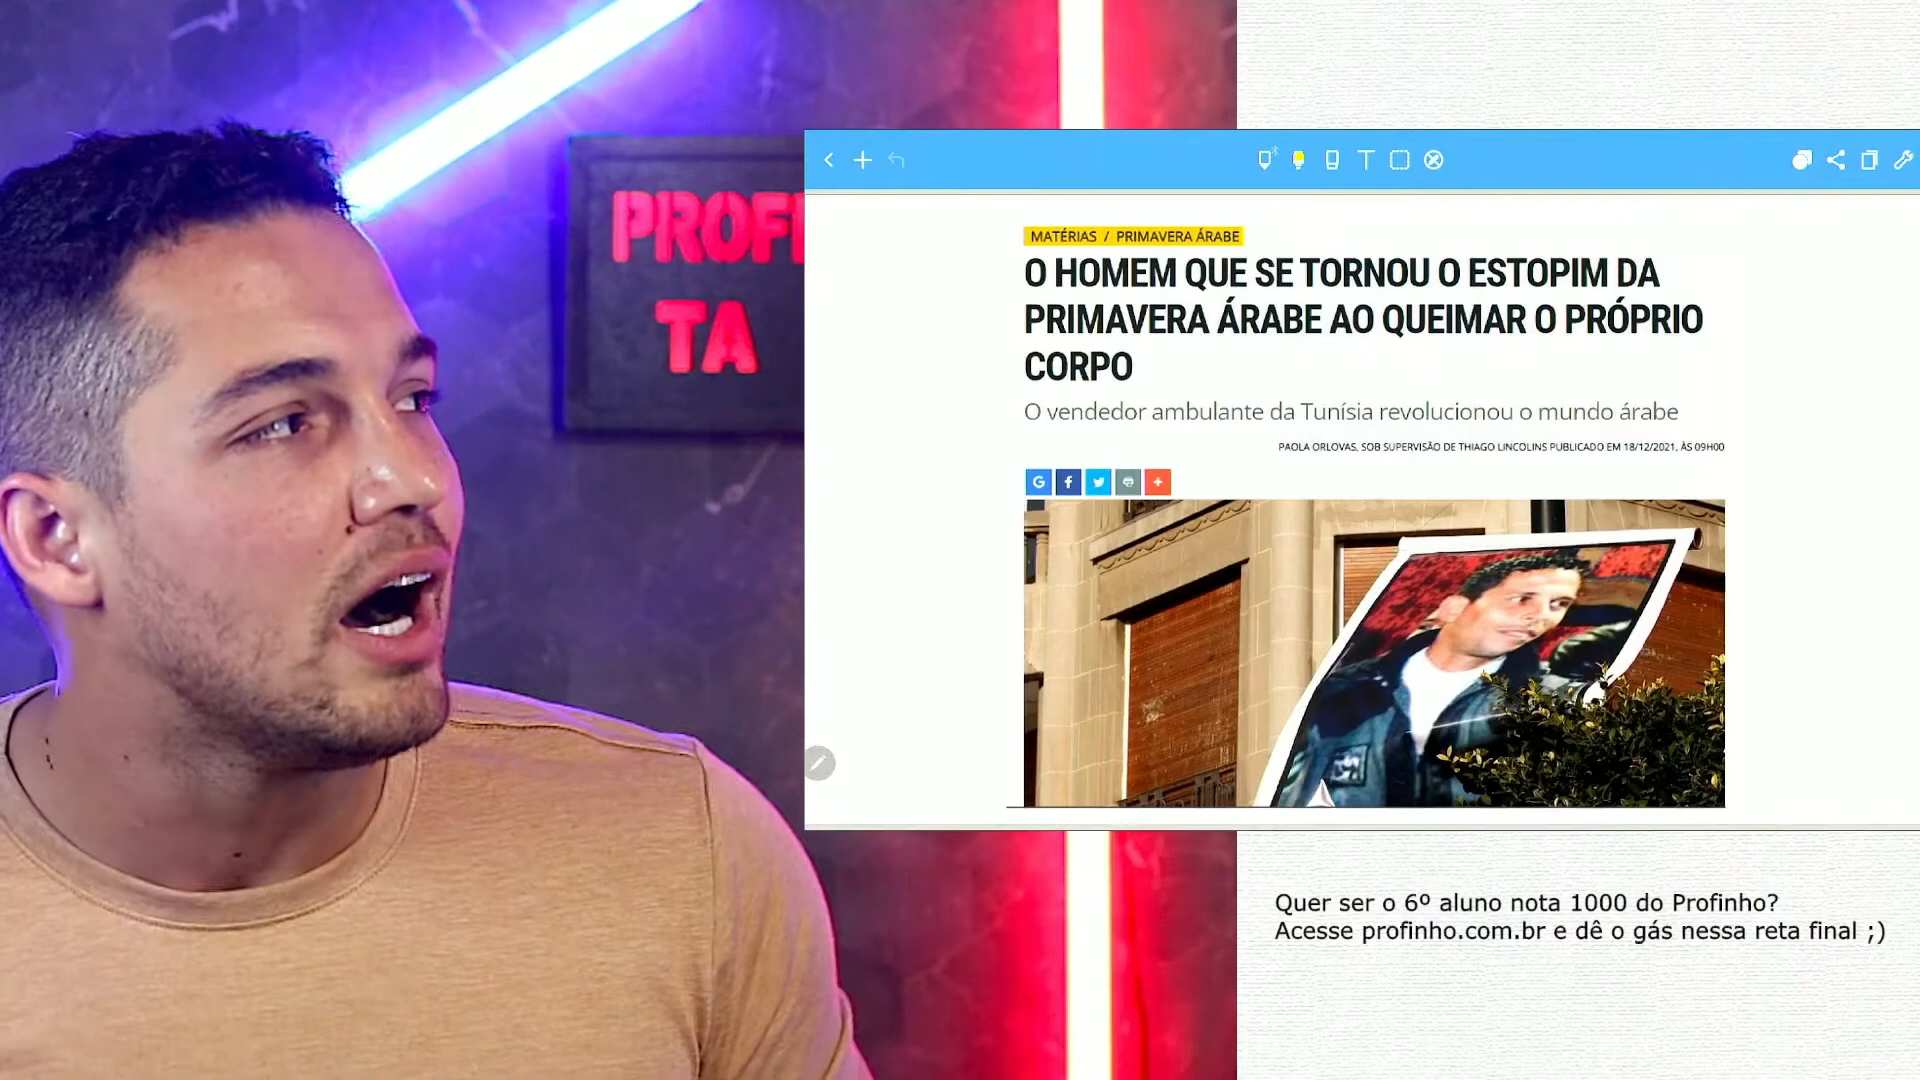 PROFI
TA
MATÉRIAS / PRIMAVERA ÁRABE
O HOMEM QUE SE TORNOU O ESTOPIM DA
PRIMAVERA ÁRABE AO QUEIMAR O PRÓPRIO
CORPO
O vendedor ambulante da Tunísia revolucionou o mundo árabe
PAOLA ORLOVAS, SOB SUPERVISÃO DE THIAGO LINCOLINS PUBLICADO EM 18/12/2021, ÀS 09H00
Quer ser o 6º aluno nota 1000 do Profinho?
Acesse profinho.com.br e dê o gás nessa reta final ;)